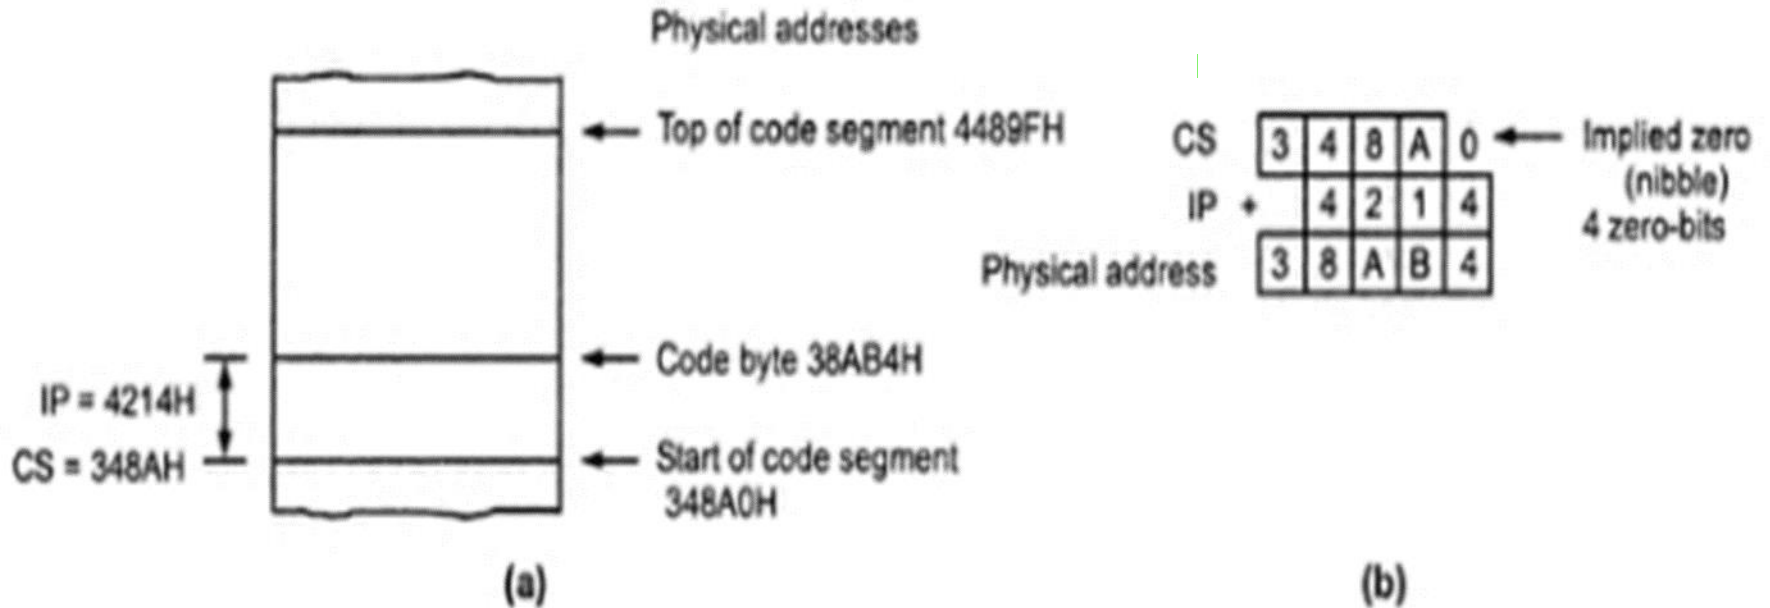 Physical addresses
Top of code segment 4489FH
Code byte 38AB4H
IP = 4214H
CS = 348AH
Start of code segment
348A0H
(a)
CS 3 4 8 A 0 Implied zero
(nibble)
4 zero-bits
IP + 4 2 1 4
Physical address 3 8 A B 4
(b)